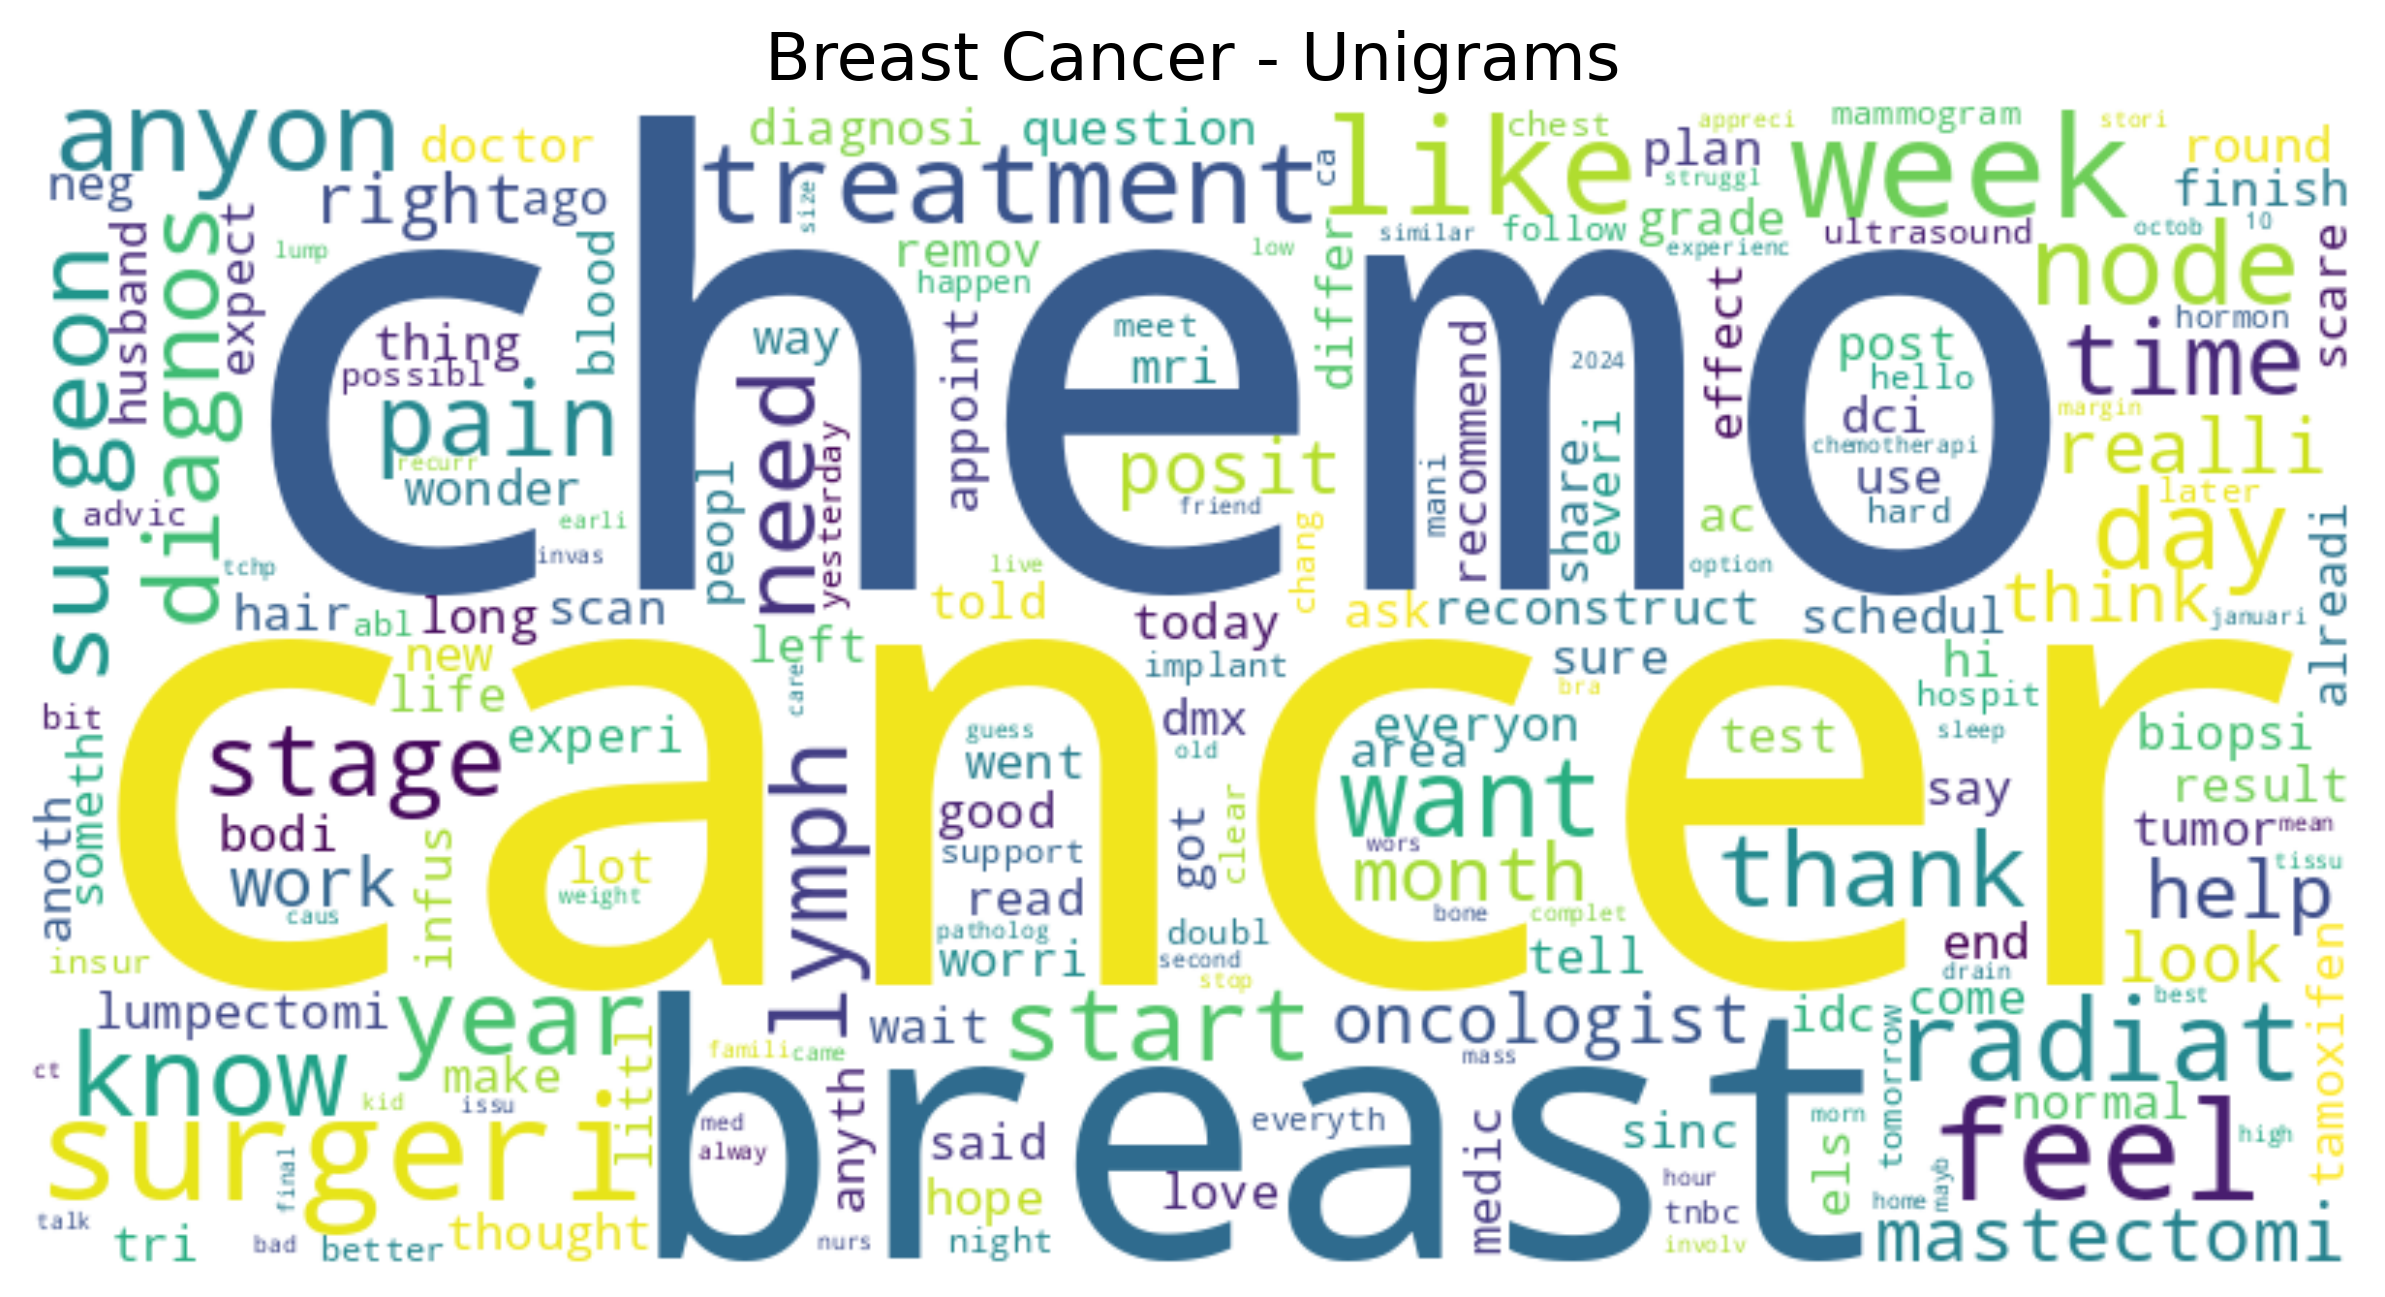 Breast Cancer - Unigrams
anyon
doctor
diagnosi
question
like
chest
appreci
mammogram
stori
week
round
neg
right
ago
size
treatment
ca
plan
struggl
finish
husband
expect
lump
blood
remov
happen
low
differ
similar
follow
grade
experienc
ultrasound
octob
10
node
scare
surgeon
diagnos
chemo
thing
possibl
pain
recurr
wonder
earli
invas
way
need
yesterday
peopl
appoint
meet
mri
posit
friend
chang
mani
recommend
2024
share
everi
effect
ac
option
post
hello
dci
chemotherapi
use
hard
hormon
time
margin
realli
later
day
alreadi
advic
tchp
hair
abl
long
scan
told
live
today
ask
reconstruct
schedul
think
januari
left
care
implant
sure
bra
hi
hospit
sleep
new
life
cancer
bit
someth
anoth
stage
experi
bodi
work
caus
infus
lot
weight
lymph
guess
went
good
support
read
patholog
worri
dmx
old
got
clear
doubl
second
stop
everyon
area
want
wors
month
bone
complet
tell
test
thank
say
end
drain
biopsi
result
tumor
mean
tissu
help
look
insur
lumpectomi
year
wait
start
oncologist
idc
come
best
radiat
tamoxifen
ct
know
make
kid
issu
littl
famili
came
anyth
mass
tomorrow
surgeri
final
breast
med
alway
said
everyth
medic
sinc
morn
els
normal
feel
high
talk
tri
bad
better
thought
nurs
hope
night
love
hour
tnbc
involv
home
mayb
mastectomi